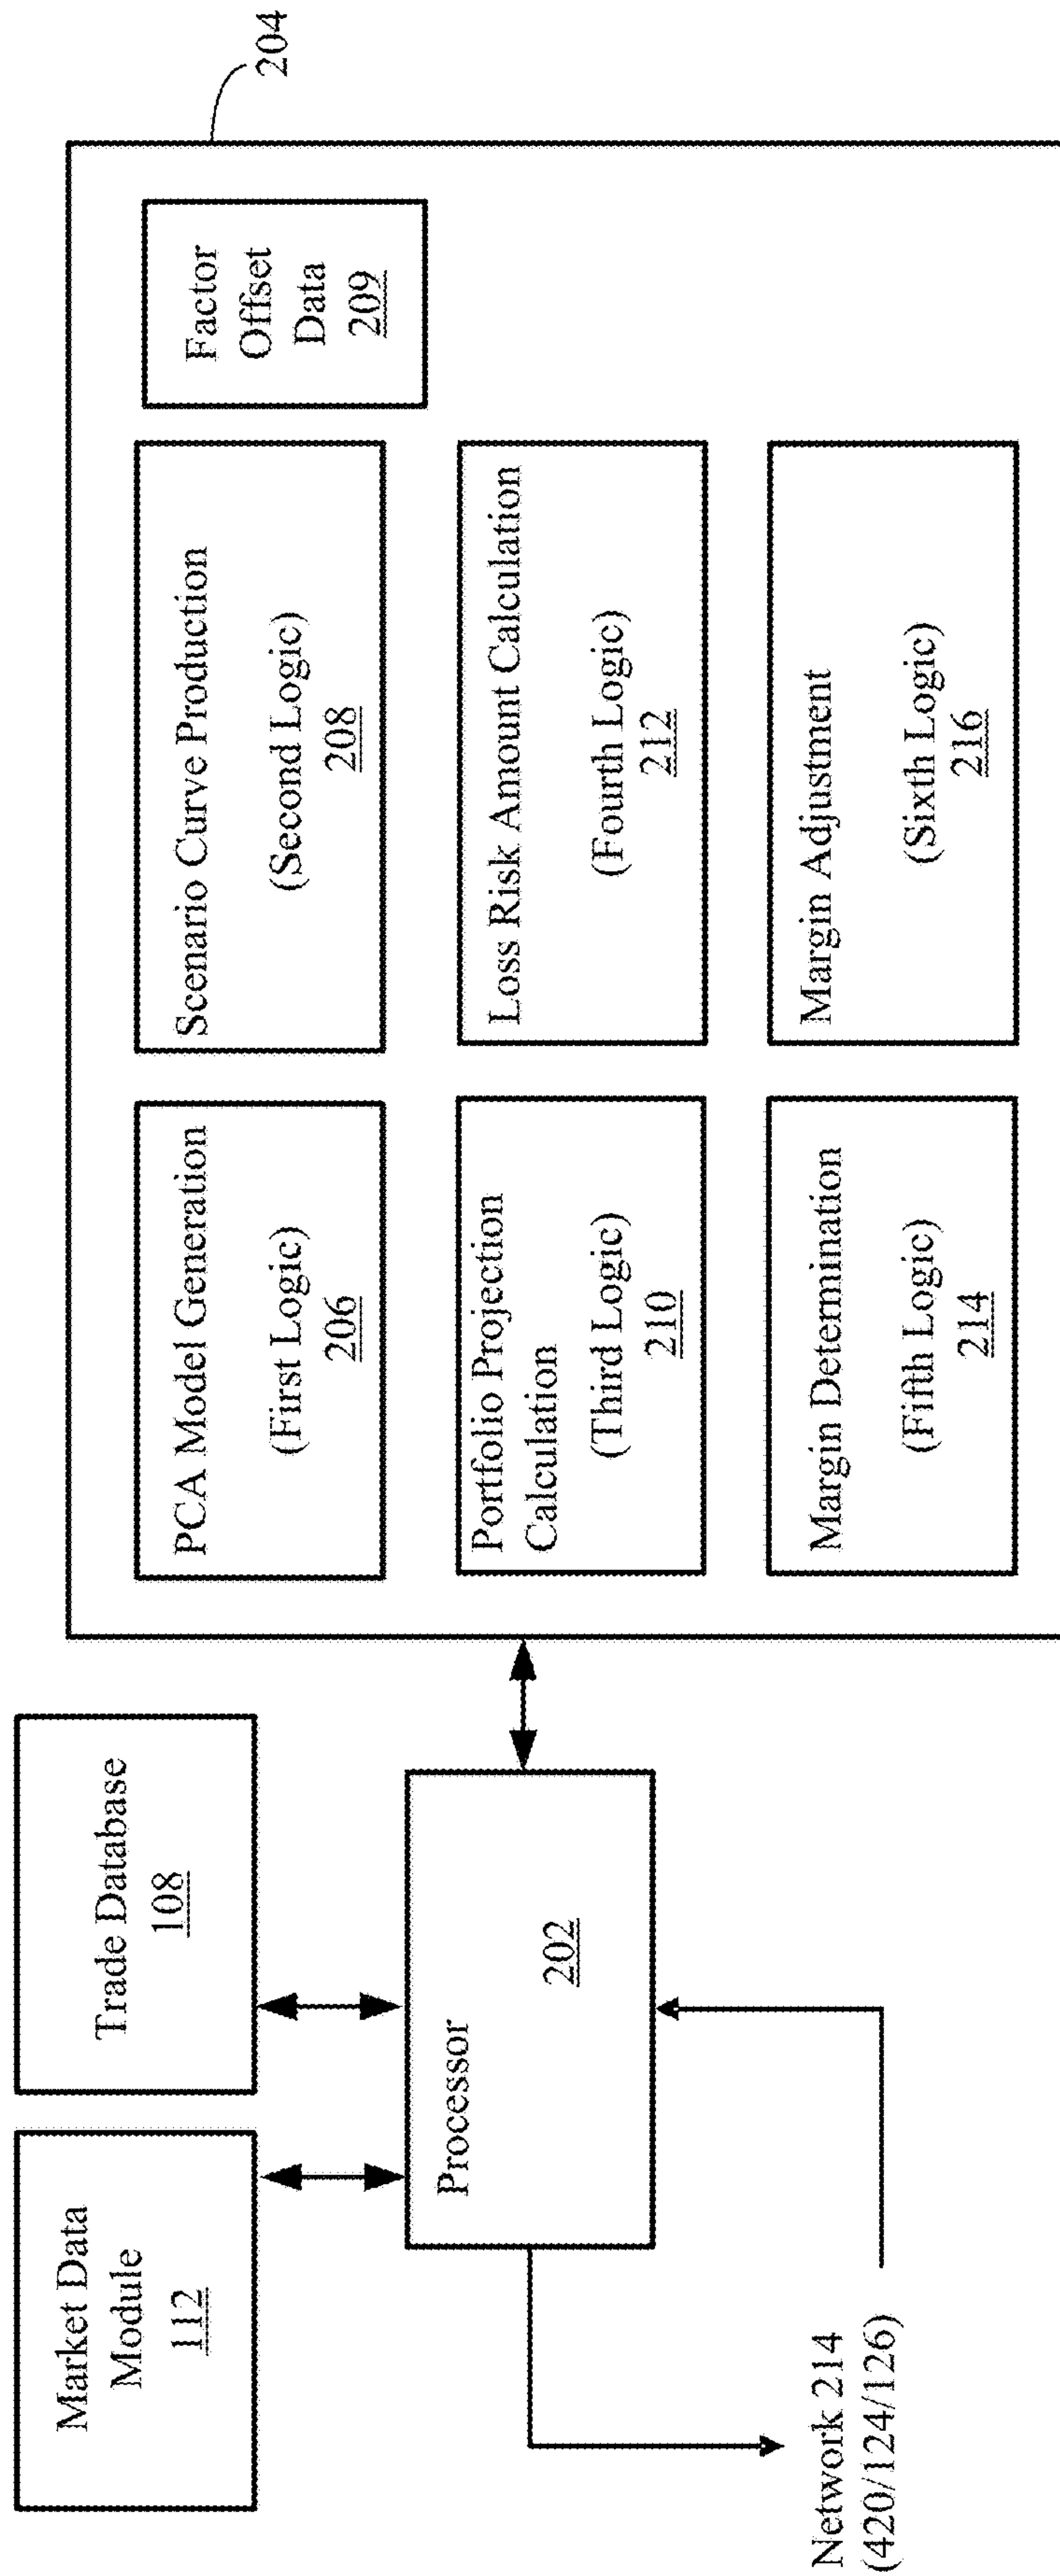 Market Data
Module
112
Trade Database
108
Processor
202
Network 214
(420/124/126)
204
PCA Model Generation
(First Logic)
206
Scenario Curve Production
(Second Logic)
208
Factor
Offset
Data
209
Portfolio Projection
Calculation
(Third Logic)
210
Loss Risk Amount Calculation
(Fourth Logic)
212
Margin Determination
(Fifth Logic)
214
Margin Adjustment
(Sixth Logic)
216